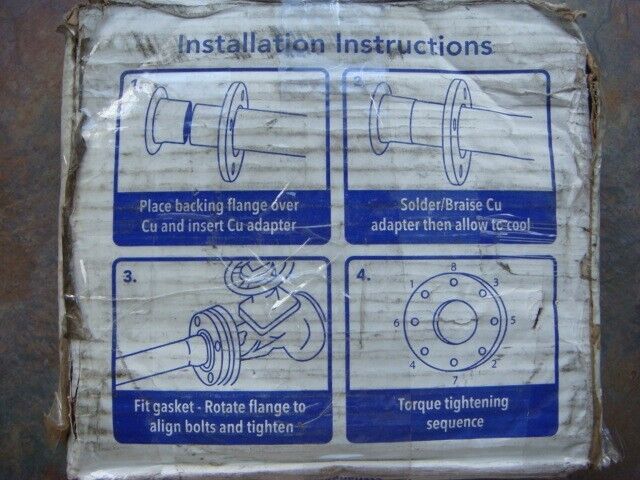 Installation Instructions
1.
2.
Place backing flange over
Cu and insert Cu adapter
Solder/Braise Cu
adapter then allow to cool
3.
4.
8
1
3
6
5
4
2
7
Fit gasket - Rotate flange to
align bolts and tighten
Torque tightening
sequence